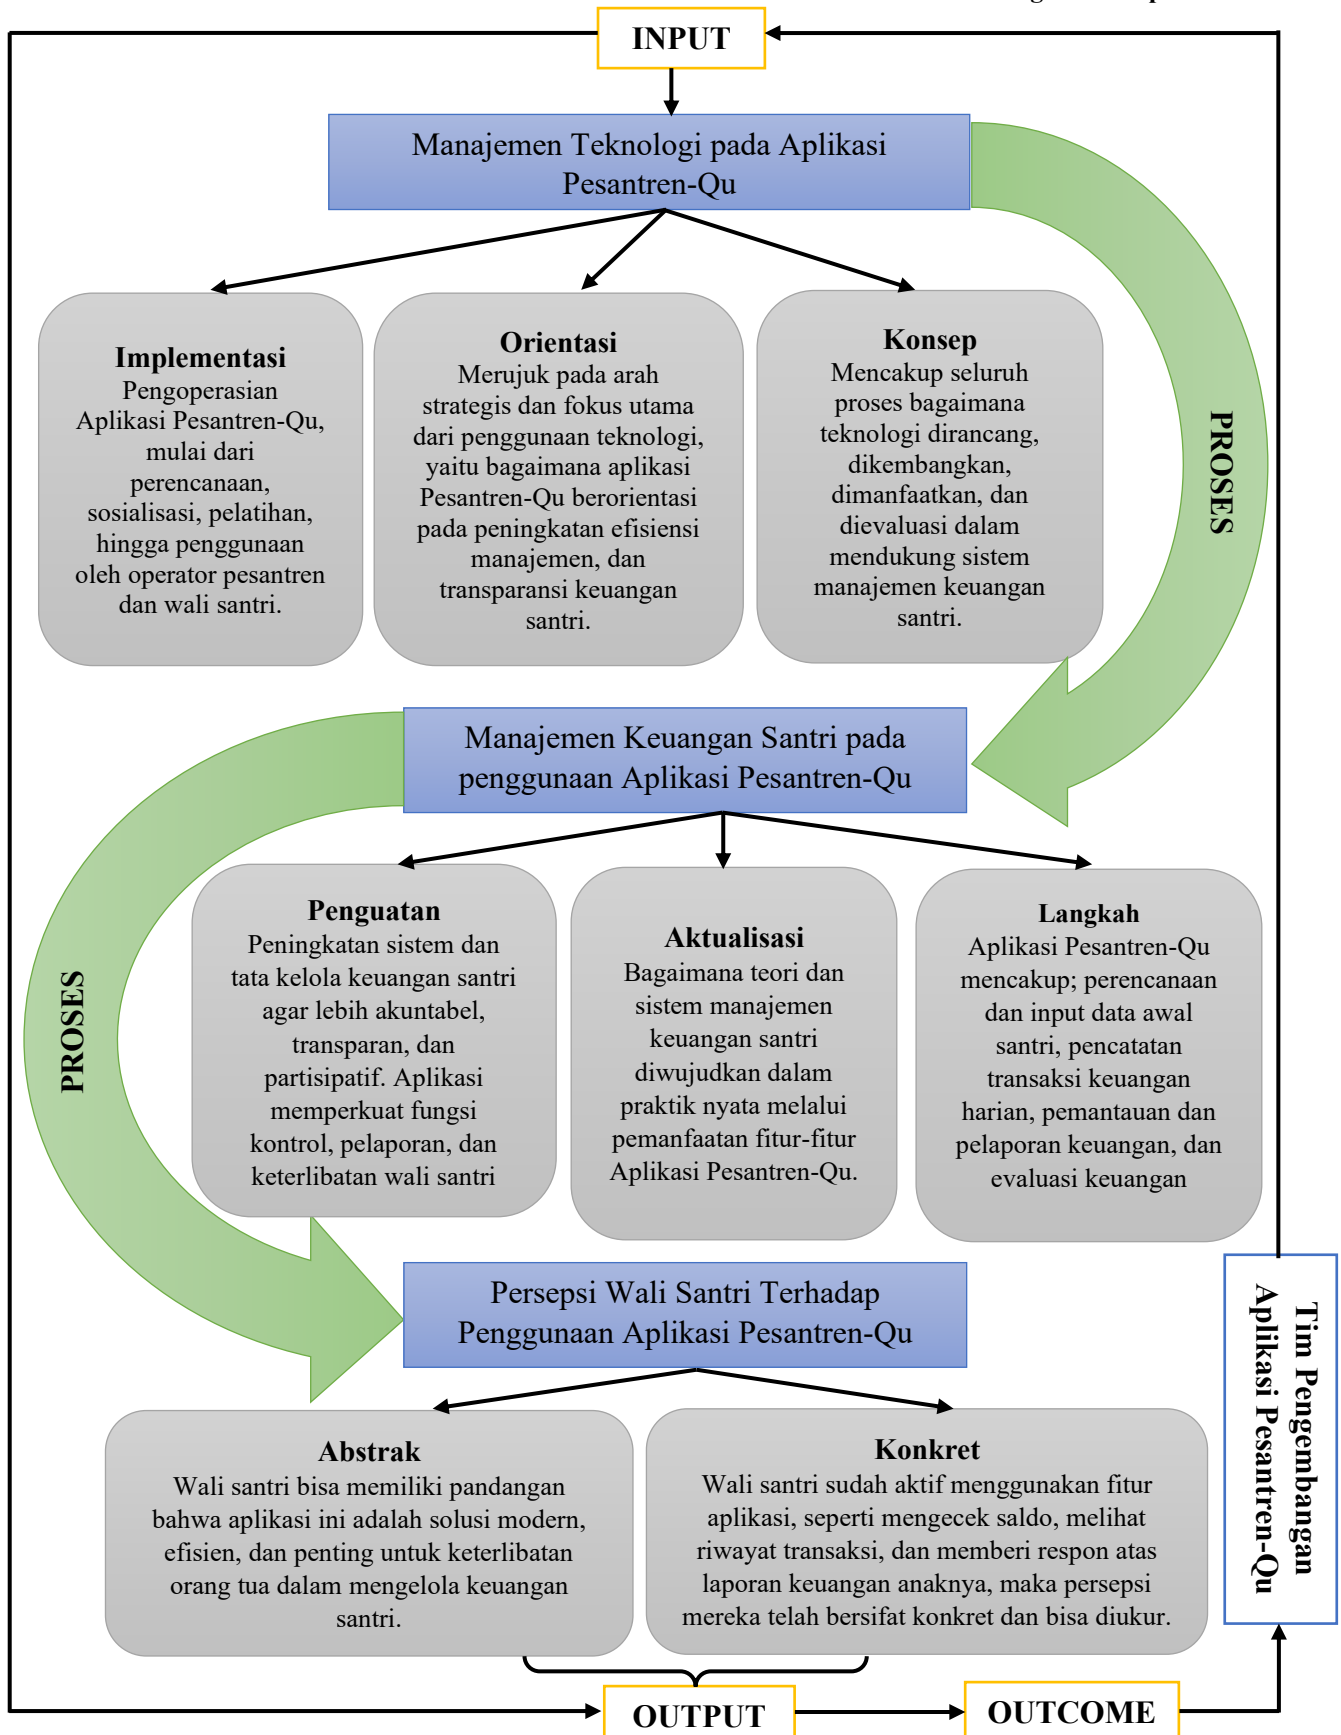 INPUT
Manajemen Teknologi pada Aplikasi
Pesantren-Qu
Implementasi
Pengoperasian
Aplikasi Pesantren-Qu,
mulai dari
perencanaan,
sosialisasi, pelatihan,
hingga penggunaan
oleh operator pesantren
dan wali santri.
Orientasi
Merujuk pada arah
strategis dan fokus utama
dari penggunaan teknologi,
yaitu bagaimana aplikasi
Pesantren-Qu berorientasi
pada peningkatan efisiensi
manajemen, dan
transparansi keuangan
santri.
Konsep
Mencakup seluruh
proses bagaimana
teknologi dirancang,
dikembangkan,
dimanfaatkan, dan
dievaluasi dalam
mendukung sistem
manajemen keuangan
santri.
PROSES
Manajemen Keuangan Santri pada
penggunaan Aplikasi Pesantren-Qu
PROSES
Penguatan
Peningkatan sistem dan
tata kelola keuangan santri
agar lebih akuntabel,
transparan, dan
partisipatif. Aplikasi
memperkuat fungsi
kontrol, pelaporan, dan
keterlibatan wali santri
Aktualisasi
Bagaimana teori dan
sistem manajemen
keuangan santri
diwujudkan dalam
praktik nyata melalui
pemanfaatan fitur-fitur
Aplikasi Pesantren-Qu.
Langkah
Aplikasi Pesantren-Qu
mencakup; perencanaan
dan input data awal
santri, pencatatan
transaksi keuangan
harian, pemantauan dan
pelaporan keuangan, dan
evaluasi keuangan
Persepsi Wali Santri Terhadap
Penggunaan Aplikasi Pesantren-Qu
Abstrak
Wali santri bisa memiliki pandangan
bahwa aplikasi ini adalah solusi modern,
efisien, dan penting untuk keterlibatan
orang tua dalam mengelola keuangan
santri.
Konkret
Wali santri sudah aktif menggunakan fitur
aplikasi, seperti mengecek saldo, melihat
riwayat transaksi, dan memberi respon atas
laporan keuangan anaknya, maka persepsi
mereka telah bersifat konkret dan bisa diukur.
Tim Pengembangan
Aplikasi Pesantren-Qu
OUTPUT
OUTCOME